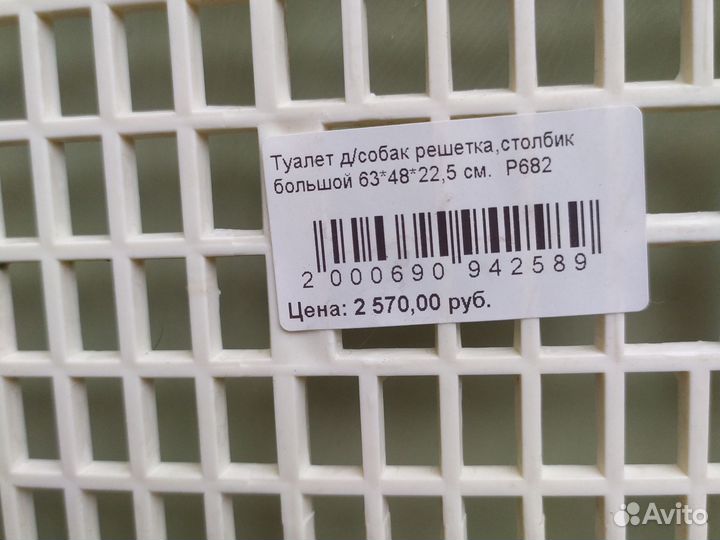 Туалет д/собак решетка,столбик
большой 63*48*22,5 см. Р682
2 000690 942589
Цена: 2 570,00 руб.
Avito